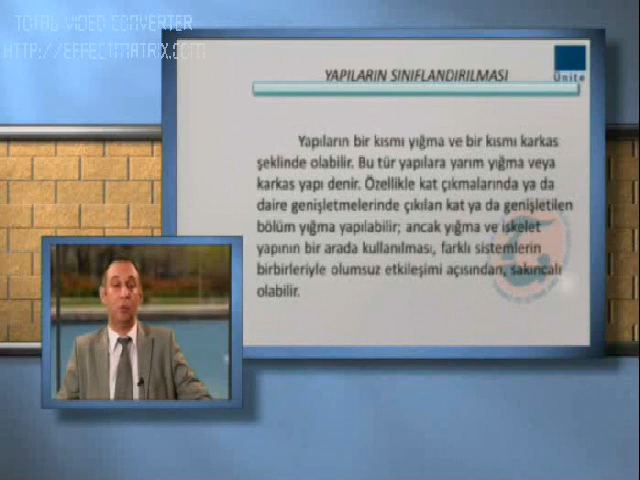 TOTAL VIDEO CONVERTER
HTTP://EFFECTMATRIX.COM
Ünite
YAPILARIN SINIFLANDIRILMASI
Yapıların bir kısmı yığma ve bir kısmı karkas
şeklinde olabilir. Bu tür yapılara yarım yığma veya
karkas yapı denir. Özellikle kat çıkmalarında ya da
daire genişletmelerinde çıkılan kat ya da genişletilen
bölüm yığma yapılabilir; ancak yığma ve iskelet
yapının bir arada kullanılması, farklı sistemlerin
birbirleriyle olumsuz etkileşimi açısından, sakıncalı
olabilir.